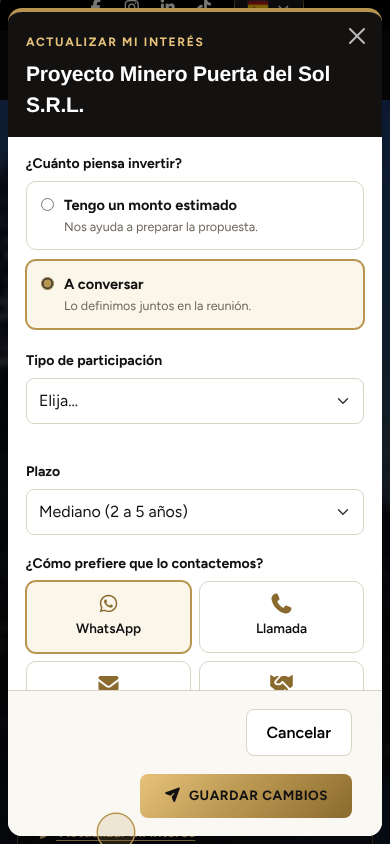 ACTUALIZAR MI INTERÉS
Proyecto Minero Puerta del Sol
S.R.L.
¿Cuánto piensa invertir?
Tengo un monto estimado
Nos ayuda a preparar la propuesta.
A conversar
Lo definimos juntos en la reunión.
Tipo de participación
Elija...
Plazo
Mediano (2 a 5 años)
¿Cómo prefiere que lo contactemos?
WhatsApp
Llamada
Cancelar
GUARDAR CAMBIOS